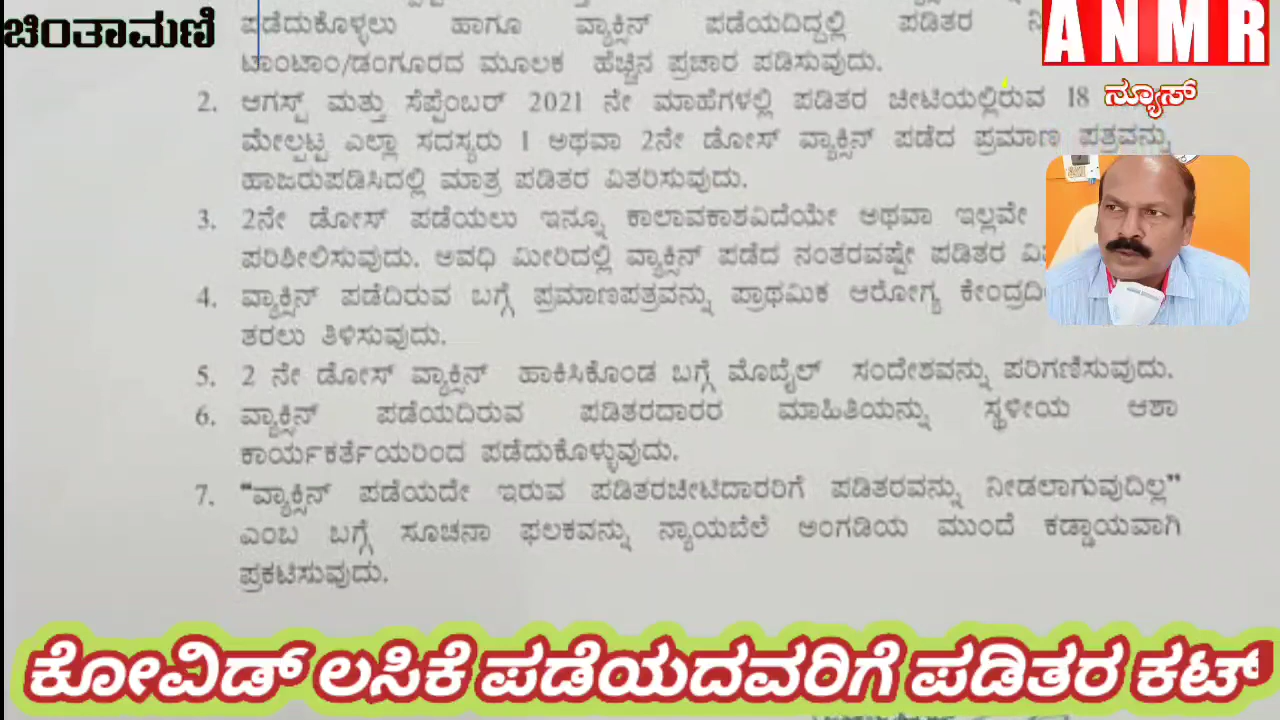 ಚಿಂತಾಮಣಿ
ANMR
ನ್ಯೂಸ್
ಪಡೆದುಕೊಳ್ಳಲು ಹಾಗೂ ವ್ಯಾಕ್ಸಿನ್ ಪಡೆಯದಿದ್ದಲ್ಲಿ ಪಡಿತರ
ಟಾಂಟಾಂ/ಡಂಗೂರದ ಮೂಲಕ ಹೆಚ್ಚಿನ ಪ್ರಚಾರ ಪಡಿಸುವುದು.
2. ಆಗಸ್ಟ್ ಮತ್ತು ಸೆಪ್ಟೆಂಬರ್ 2021 ನೇ ಮಾಹೆಗಳಲ್ಲಿ ಪಡಿತರ ಚೀಟಿಯಲ್ಲಿರುವ 18
ಮೇಲ್ಪಟ್ಟ ಎಲ್ಲಾ ಸದಸ್ಯರು 1 ಅಥವಾ 2ನೇ ಡೋಸ್ ವ್ಯಾಕ್ಸಿನ್ ಪಡೆದ ಪ್ರಮಾಣ ಪತ್ರವನ್ನು
ಹಾಜರುಪಡಿಸಿದಲ್ಲಿ ಮಾತ್ರ ಪಡಿತರ ವಿತರಿಸುವುದು.
3. 2ನೇ ಡೋಸ್ ಪಡೆಯಲು ಇನ್ನೂ ಕಾಲಾವಕಾಶವಿದೆಯೇ ಅಥವಾ ಇಲ್ಲವೇ
ಪರಿಶೀಲಿಸುವುದು. ಅವಧಿ ಮೀರಿದಲ್ಲಿ ವ್ಯಾಕ್ಸಿನ್ ಪಡೆದ ನಂತರವಷ್ಟೇ ಪಡಿತರ
4. ವ್ಯಾಕ್ಸಿನ್ ಪಡೆದಿರುವ ಬಗ್ಗೆ ಪ್ರಮಾಣಪತ್ರವನ್ನು ಪ್ರಾಥಮಿಕ ಆರೋಗ್ಯ
ತರಲು ತಿಳಿಸುವುದು.
5. 2 ನೇ ಡೋಸ್ ವ್ಯಾಕ್ಸಿನ್ ಹಾಕಿಸಿಕೊಂಡ ಬಗ್ಗೆ ಮೊಬೈಲ್ ಸಂದೇಶವನ್ನು ಪರಿಗಣಿಸುವುದು.
6. ವ್ಯಾಕ್ಸಿನ್ ಪಡೆಯದಿರುವ ಪಡಿತರದಾರರ ಮಾಹಿತಿಯನ್ನು ಸ್ಥಳೀಯ ಆಶಾ
ಕಾರ್ಯಕರ್ತೆಯರಿಂದ ಪಡೆದುಕೊಳ್ಳುವುದು.
7. "ವ್ಯಾಕ್ಸಿನ್ ಪಡೆಯದೇ ಇರುವ ಪಡಿತರಚೀಟಿದಾರರಿಗೆ ಪಡಿತರವನ್ನು ನೀಡಲಾಗುವುದಿಲ್ಲ"
ಎಂಬ ಬಗ್ಗೆ ಸೂಚನಾ ಫಲಕವನ್ನು ನ್ಯಾಯಬೆಲೆ ಅಂಗಡಿಯ ಮುಂದೆ ಕಡ್ಡಾಯವಾಗಿ
ಪ್ರಕಟಿಸುವುದು.
ಕೋವಿಡ್ ಲಸಿಕೆ ಪಡೆಯದವರಿಗೆ ಪಡಿತರ ಕಟ್